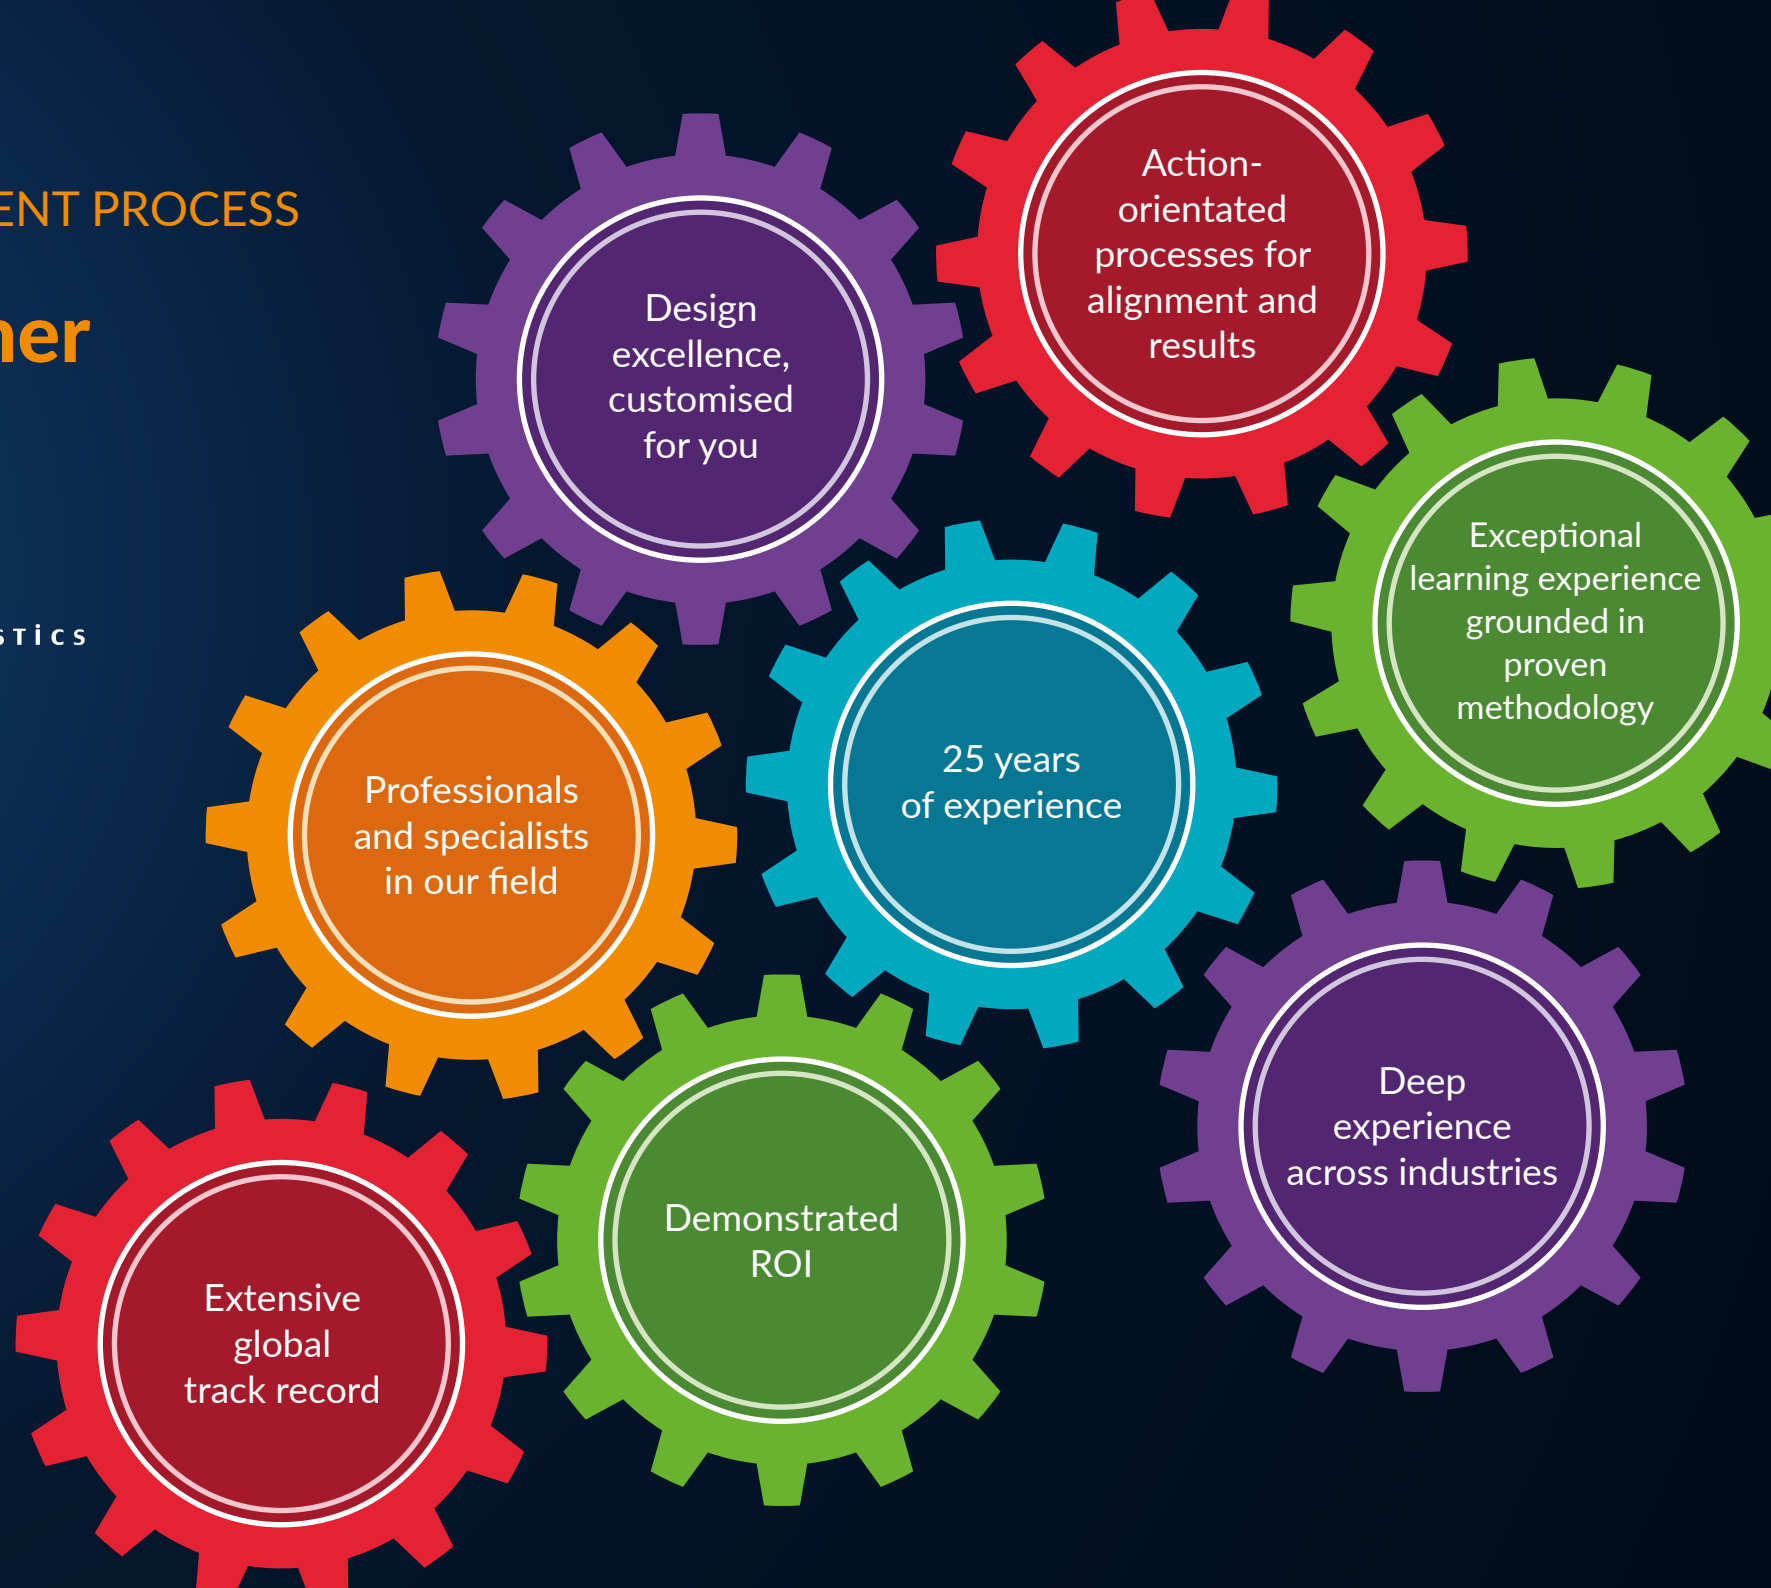 ENT PROCESS
ner
STiCS
Design
excellence,
customised
for you
Action-
orientated
processes for
alignment and
results
Exceptional
learning experience
grounded in
proven
methodology
Professionals
and specialists
in our field
25 years
of experience
Deep
experience
across industries
Demonstrated
ROI
Extensive
global
track record